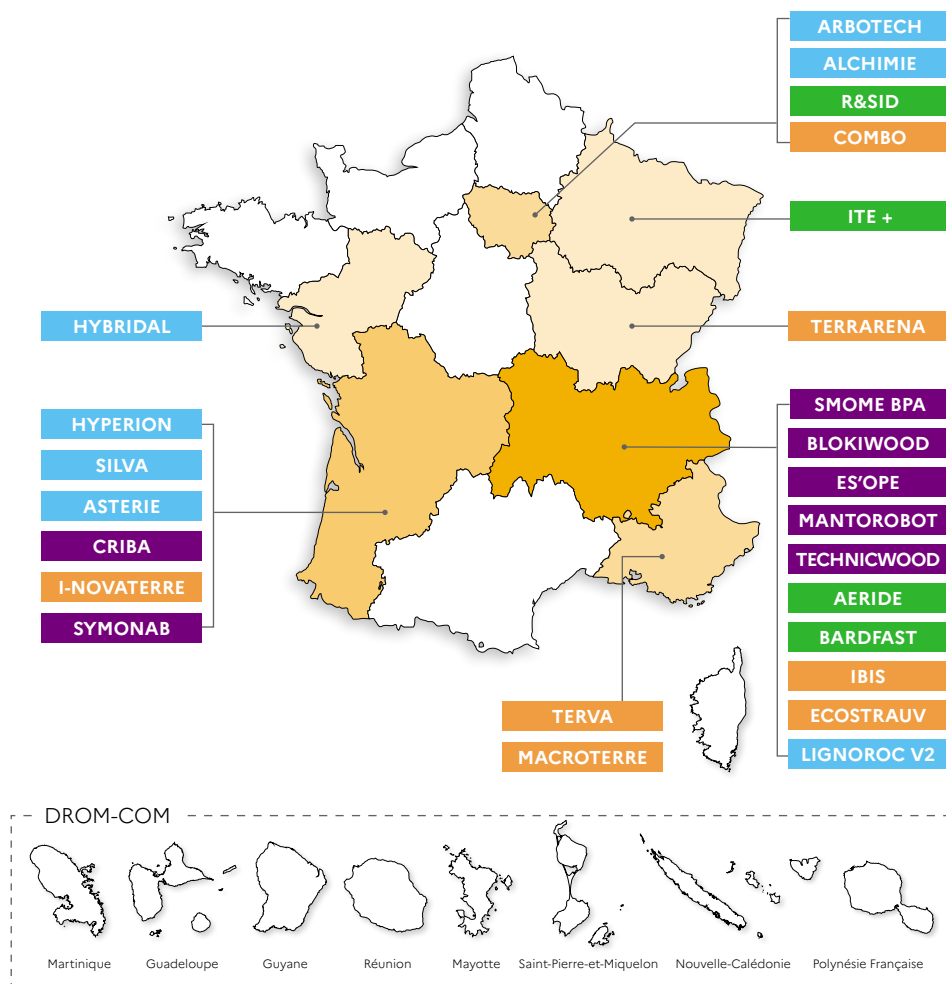 ARBOTECH
ALCHIMIE
R&SID
COMBO
ITE +
HYBRIDAL
TERRARENA
HYPERION
SILVA
ASTERIE
CRIBA
I-NOVATERRE
SYMONAB
SMOME BPA
BLOKIWOOD
ES'OPE
MANTOROBOT
TECHNICWOOD
AERIDE
BARDFAST
IBIS
ECOSTRAUV
LIGNOROC V2
TERVA
MACROTERRE
DROM-COM
Martinique
Guadeloupe
Guyane
Réunion
Mayotte
Saint-Pierre-et-Miquelon
Nouvelle-Calédonie
Polynésie Française